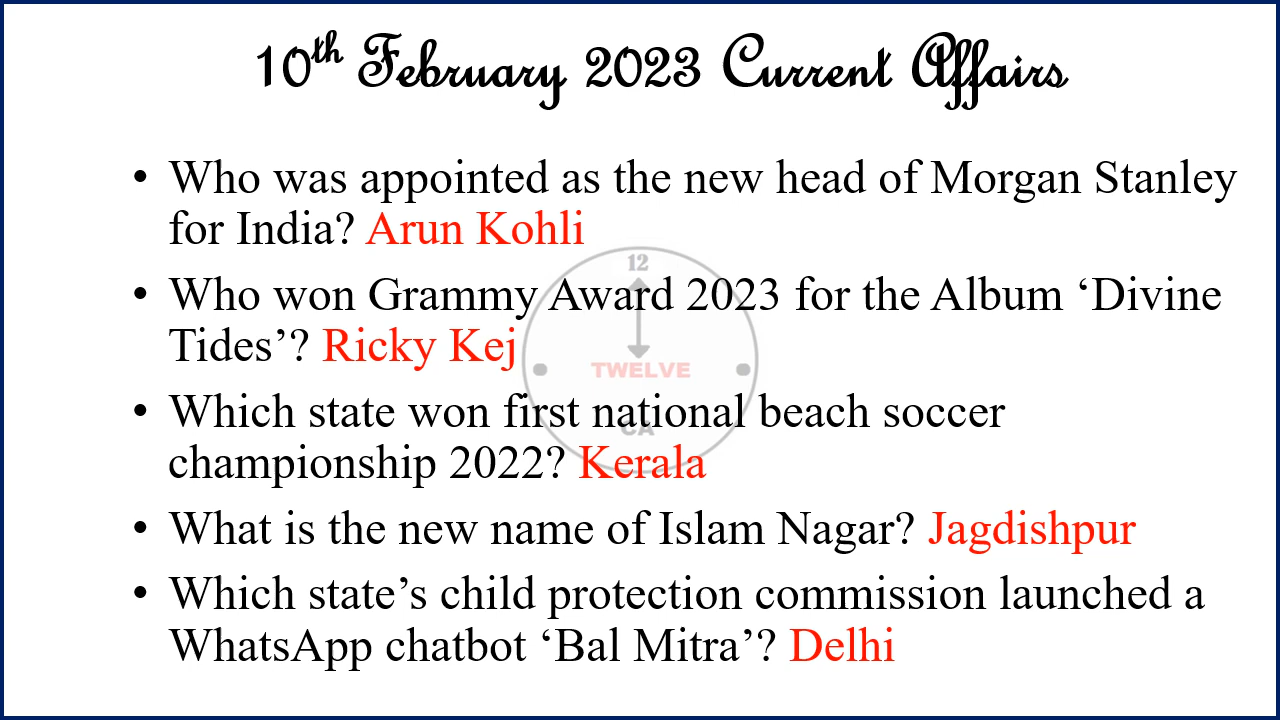 10th February 2023 Current Affairs
• Who was appointed as the new head of Morgan Stanley
for India? Arun Kohli
• Who won Grammy Award 2023 for the Album ‘Divine
Tides’? Ricky Kej
• Which state won first national beach soccer
championship 2022? Kerala
• What is the new name of Islam Nagar? Jagdishpur
• Which state’s child protection commission launched a
WhatsApp chatbot ‘Bal Mitra’? Delhi
12
TWELVE
CA